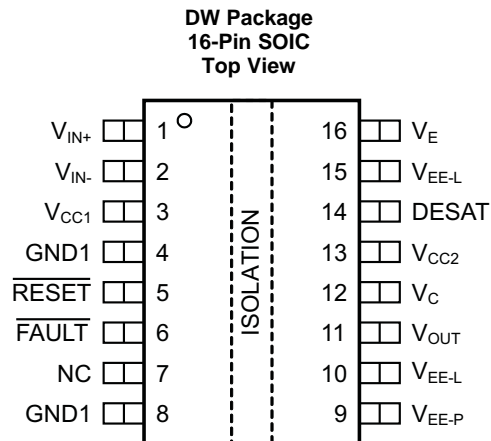 DW Package
16-Pin SOIC
Top View
VIN+ 1 16 VE
VIN- 2 15 VEE-L
VCC1 3 14 DESAT
GND1 4 13 VCC2
RESET 5 12 VC
FAULT 6 11 VOUT
NC 7 10 VEE-L
GND1 8 9 VEE-P
ISOLATION